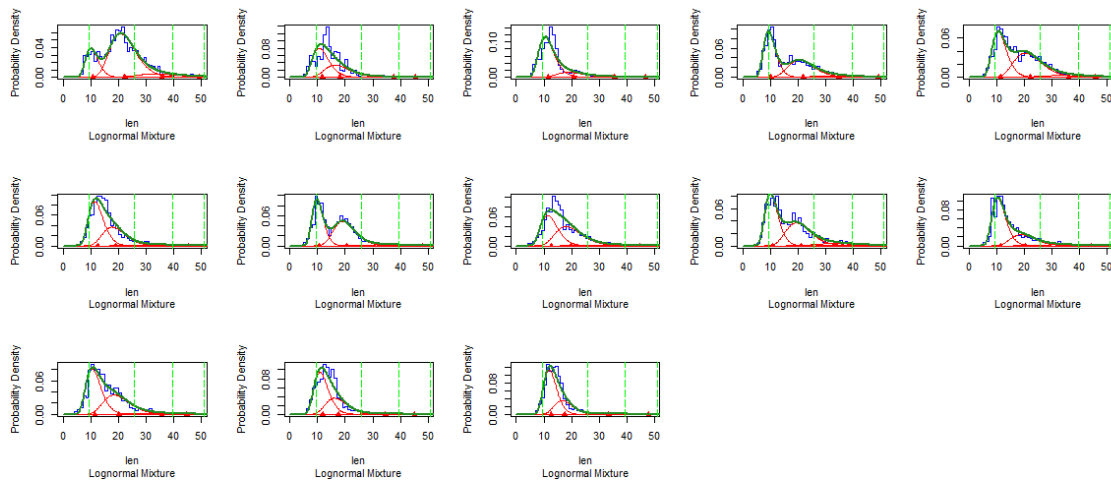 Probability Density
0.00 0.04
0 10 20 30 40 50
len
Lognormal Mixture
Probability Density
0.00 0.08
0 10 20 30 40 50
len
Lognormal Mixture
Probability Density
0.00 0.10
0 10 20 30 40 50
len
Lognormal Mixture
Probability Density
0.00 0.06
0 10 20 30 40 50
len
Lognormal Mixture
Probability Density
0.00 0.06
0 10 20 30 40 50
len
Lognormal Mixture
Probability Density
0.00 0.06
0 10 20 30 40 50
len
Lognormal Mixture
Probability Density
0.00 0.06
0 10 20 30 40 50
len
Lognormal Mixture
Probability Density
0.00 0.06
0 10 20 30 40 50
len
Lognormal Mixture
Probability Density
0.00 0.06
0 10 20 30 40 50
len
Lognormal Mixture
Probability Density
0.00 0.08
0 10 20 30 40 50
len
Lognormal Mixture
Probability Density
0.00 0.06
0 10 20 30 40 50
len
Lognormal Mixture
Probability Density
0.00 0.08
0 10 20 30 40 50
len
Lognormal Mixture
Probability Density
0.00 0.08
0 10 20 30 40 50
len
Lognormal Mixture